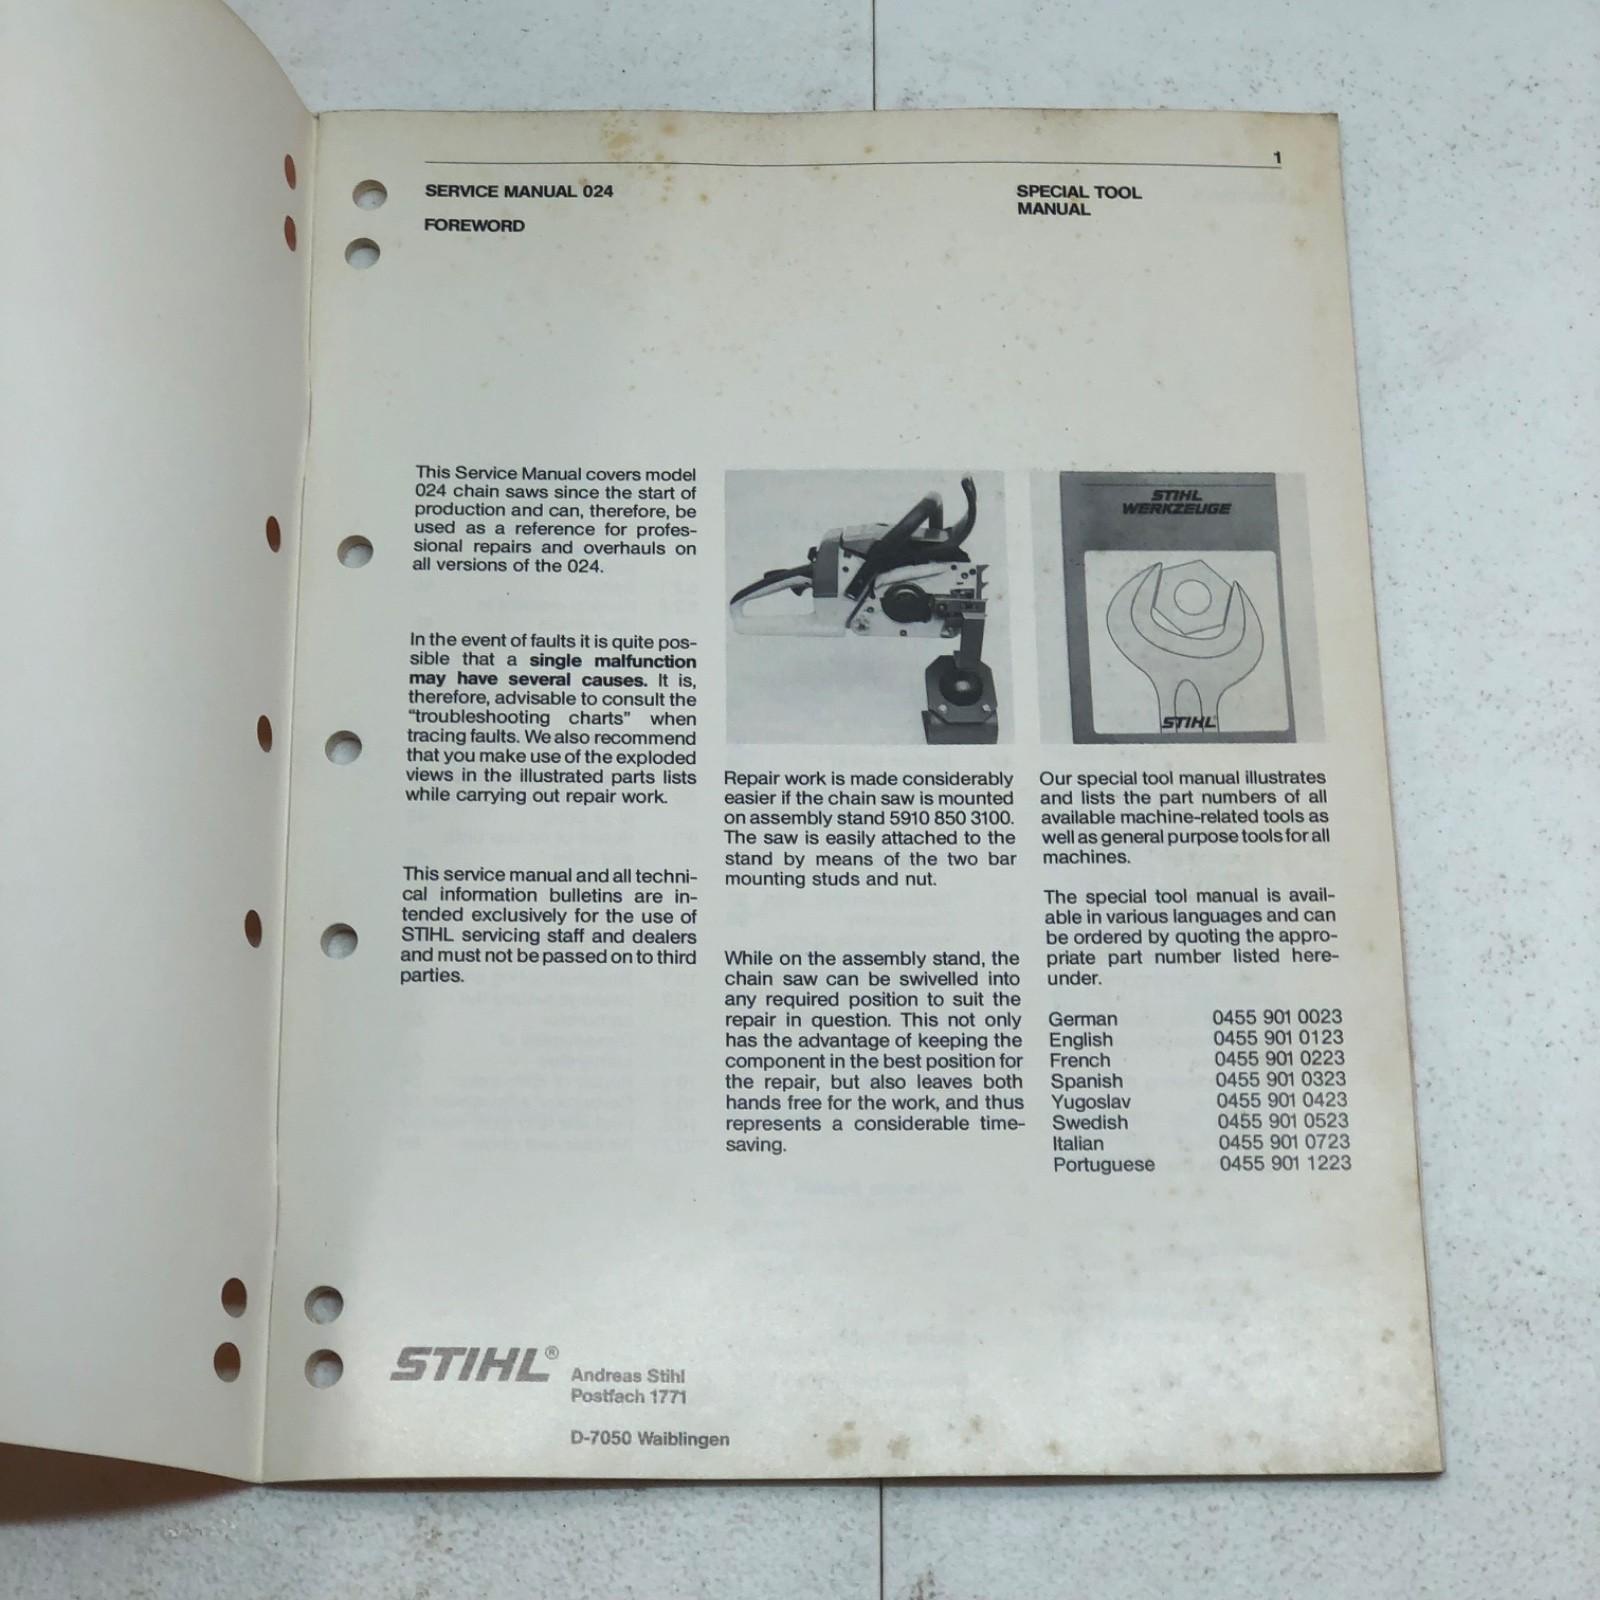 1
SERVICE MANUAL 024
FOREWORD
SPECIAL TOOL
MANUAL
This Service Manual covers model
024 chain saws since the start of
production and can, therefore, be
used as a reference for profes-
sional repairs and overhauls on
all versions of the 024.
In the event of faults it is quite pos-
sible that a single malfunction
may have several causes. It is,
therefore, advisable to consult the
"troubleshooting charts" when
tracing faults. We also recommend
that you make use of the exploded
views in the illustrated parts lists
while carrying out repair work.
This service manual and all techni-
cal information bulletins are in-
tended exclusively for the use of
STIHL servicing staff and dealers
and must not be passed on to third
parties.
Repair work is made considerably
easier if the chain saw is mounted
on assembly stand 5910 850 3100.
The saw is easily attached to the
stand by means of the two bar
mounting studs and nut.
While on the assembly stand, the
chain saw can be swivelled into
any required position to suit the
repair in question. This not only
has the advantage of keeping the
component in the best position for
the repair, but also leaves both
hands free for the work, and thus
represents a considerable time-
saving.
STIHL
WERKZEUGE
STIHL
Our special tool manual illustrates
and lists the part numbers of all
available machine-related tools as
well as general purpose tools for all
machines.
The special tool manual is avail-
able in various languages and can
be ordered by quoting the appro-
priate part number listed here-
under.
German 0455 901 0023
English 0455 901 0123
French 0455 901 0223
Spanish 0455 901 0323
Yugoslav 0455 901 0423
Swedish 0455 901 0523
Italian 0455 901 0723
Portuguese 0455 901 1223
STIHL®
Andreas Stihl
Postfach 1771
D-7050 Waiblingen